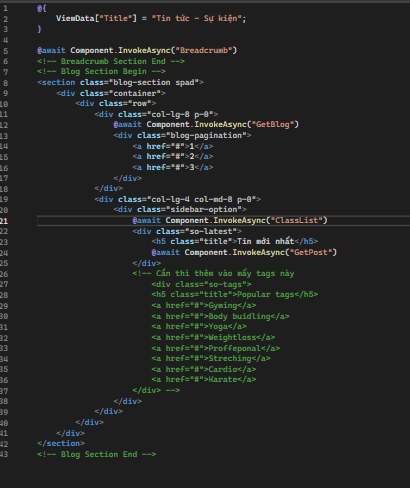 1 @{
2 ViewData["Title"] = "Tin tức - Sự kiện";
3 }
4
5 @await Component.InvokeAsync("Breadcrumb")
6 <!-- Breadcrumb Section End -->
7 <!-- Blog Section Begin -->
8 <section class="blog-section spad">
9 <div class="container">
10 <div class="row">
11 <div class="col-lg-8 p-0">
12 @await Component.InvokeAsync("GetBlog")
13 <div class="blog-pagination">
14 <a href="#">1</a>
15 <a href="#">2</a>
16 <a href="#">3</a>
17 </div>
18 </div>
19 <div class="col-lg-4 col-md-8 p-0">
20 <div class="sidebar-option">
21 @await Component.InvokeAsync("ClassList")
22 <div class="so-latest">
23 <h5 class="title">Tin mới nhất</h5>
24 @await Component.InvokeAsync("GetPost")
25 </div>
26 <!-- Cần thì thêm vào mấy tags này
27 <div class="so-tags">
28 <h5 class="title">Popular tags</h5>
29 <a href="#">Gyming</a>
30 <a href="#">Body buidling</a>
31 <a href="#">Yoga</a>
32 <a href="#">Weightloss</a>
33 <a href="#">Proffeponal</a>
34 <a href="#">Streching</a>
35 <a href="#">Cardio</a>
36 <a href="#">Karate</a>
37 </div> -->
38 </div>
39 </div>
40 </div>
41 </div>
42 </section>
43 <!-- Blog Section End -->